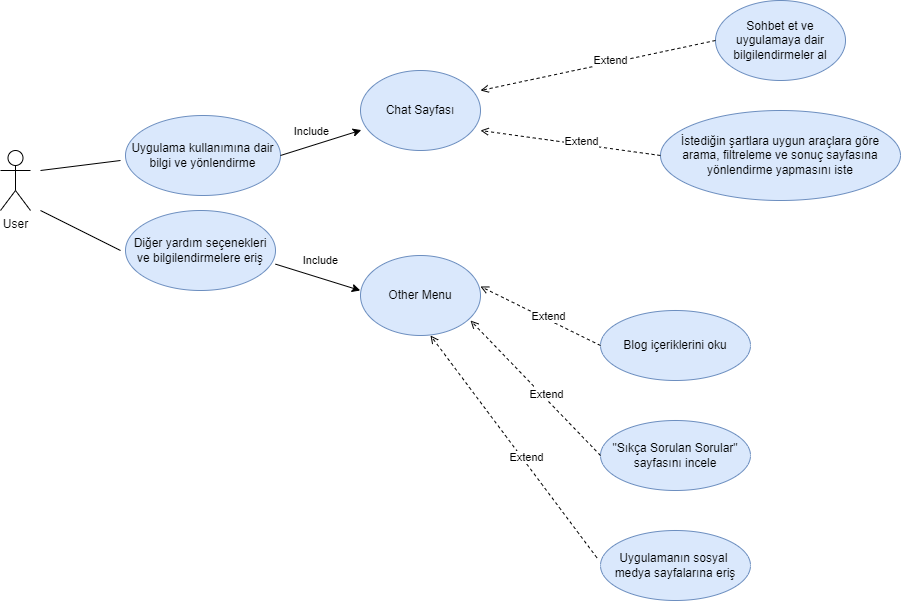 Sohbet et ve
uygulamaya dair
bilgilendirmeler al
Extend
Chat Sayfası
Include
Uygulama kullanımına dair
bilgi ve yönlendirme
Extend
İstediğin şartlara uygun araçlara göre
arama, filtreleme ve sonuç sayfasına
yönlendirme yapmasını iste
User
Diğer yardım seçenekleri
ve bilgilendirmelere eriş
Include
Other Menu
Extend
Blog içeriklerini oku
Extend
"Sıkça Sorulan Sorular"
sayfasını incele
Extend
Uygulamanın sosyal
medya sayfalarına eriş